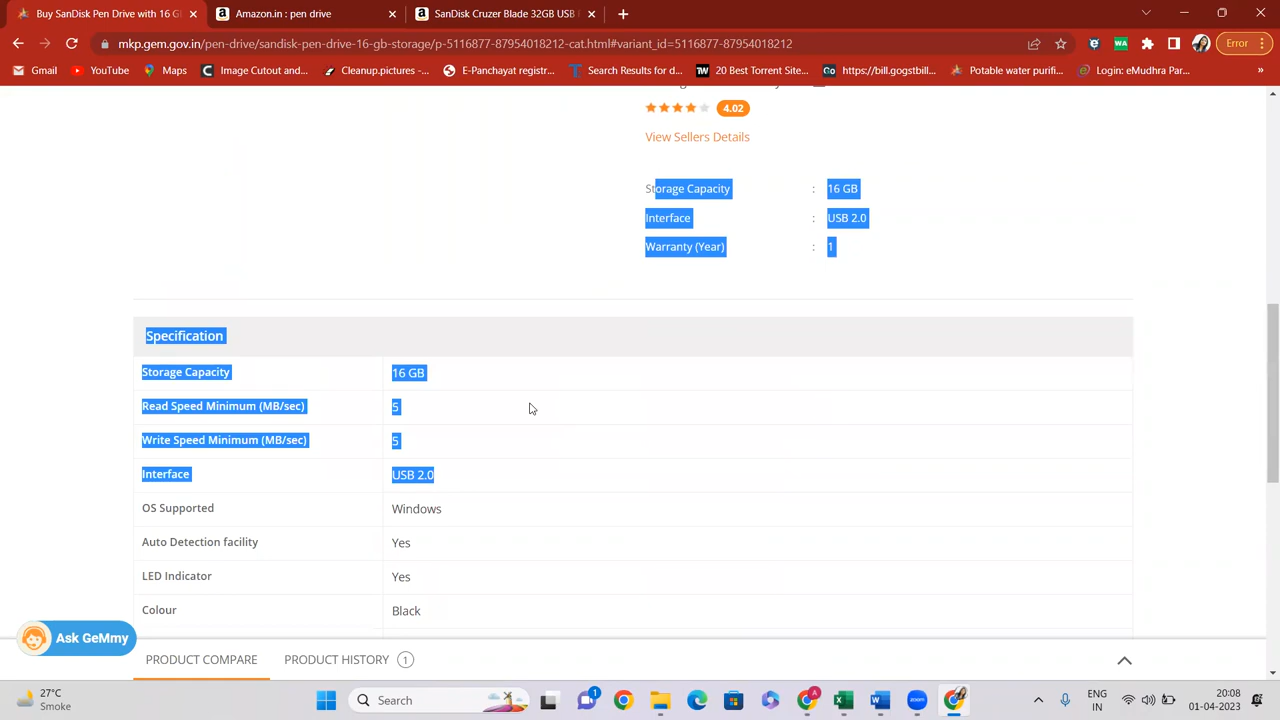 Buy SanDisk Pen Drive with 16 G
Amazon.in : pen drive
SanDisk Cruzer Blade 32GB USB F
mkp.gem.gov.in/pen-drive/sandisk-pen-drive-16-gb-storage/p-5116877-87954018212-cat.html#variant_id=5116877-87954018212
Error
Gmail
YouTube
Maps
Image Cutout and...
Cleanup.pictures -...
E-Panchayat registr...
Search Results for d...
20 Best Torrent Site...
https://bill.gogstbill...
Potable water purifi...
Login: eMudhra Par...
»
4.02
View Sellers Details
Storage Capacity : 16 GB
Interface : USB 2.0
Warranty (Year) : 1
Specification
Storage Capacity 16 GB
Read Speed Minimum (MB/sec) 5
Write Speed Minimum (MB/sec) 5
Interface USB 2.0
OS Supported Windows
Auto Detection facility Yes
LED Indicator Yes
Colour Black
Ask GeMmy
PRODUCT COMPARE PRODUCT HISTORY 1
27°C
Smoke
Search
1
ENG
IN
20:08
01-04-2023